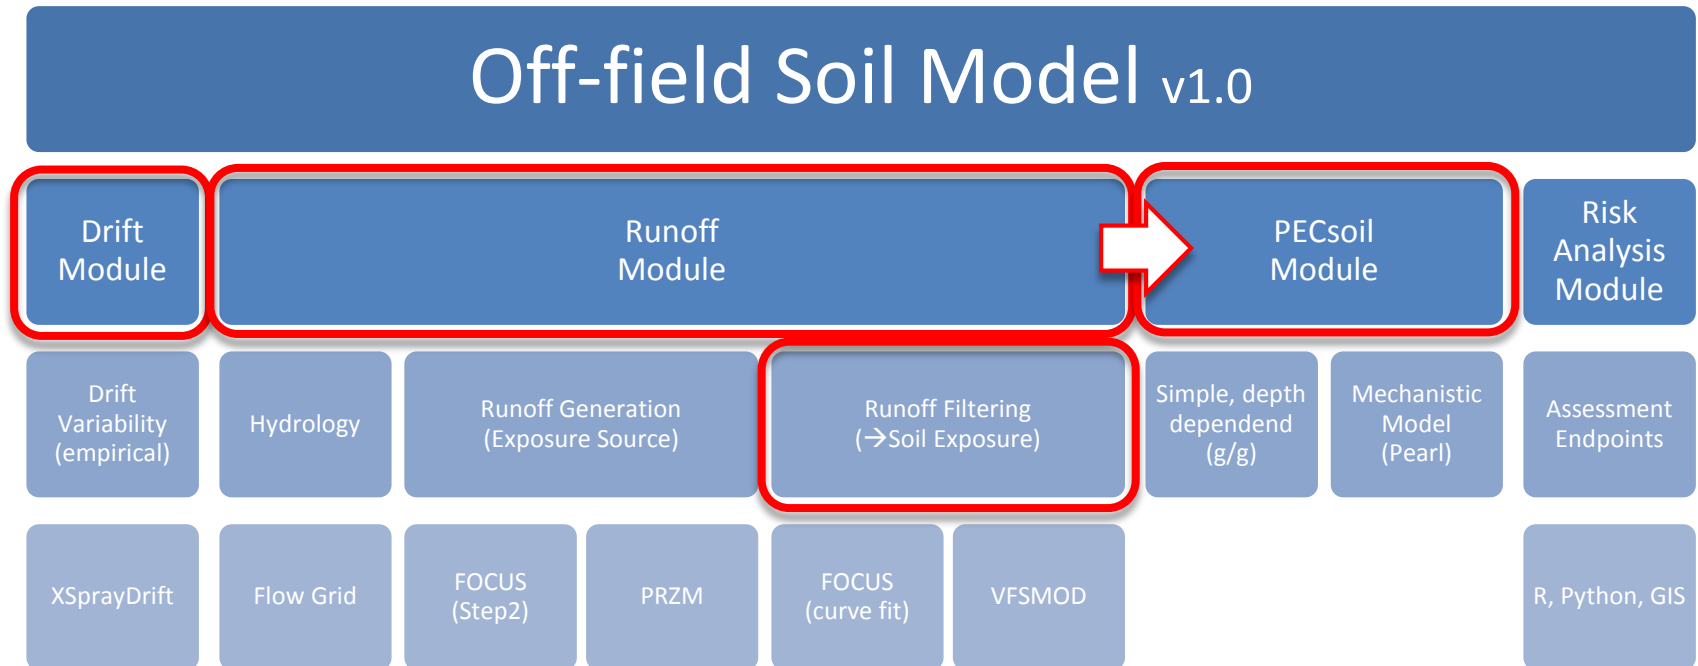 Off-field Soil Model v1.0
Drift
Module
Runoff
Module
PECsoil
Module
Risk
Analysis
Module
Drift
Variability
(empirical)
Hydrology
Runoff Generation
(Exposure Source)
Runoff Filtering
(→Soil Exposure)
Simple, depth
dependend
(g/g)
Mechanistic
Model
(Pearl)
Assessment
Endpoints
XSprayDrift
Flow Grid
FOCUS
(Step2)
PRZM
FOCUS
(curve fit)
VFSMOD
R, Python, GIS